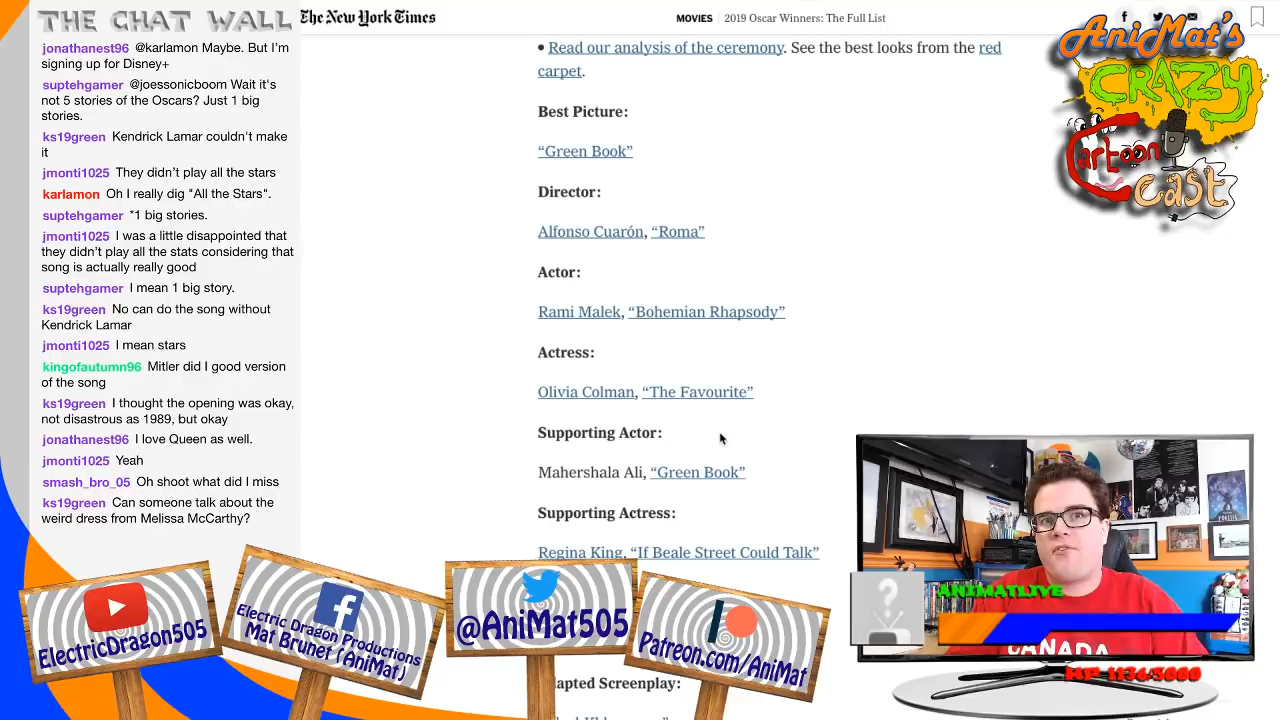 THE CHAT WALL
jonathanest96 @karlamon Maybe. But I'm
signing up for Disney+
suptehgamer @joessonicboom Wait it's
not 5 stories of the Oscars? Just 1 big
stories.
ks19green Kendrick Lamar couldn't make
it
jmonti1025 They didn't play all the stars
karlamon Oh I really dig "All the Stars".
suptehgamer *1 big stories.
jmonti1025 I was a little disappointed that
they didn't play all the stats considering that
song is actually really good
suptehgamer I mean 1 big story.
ks19green No can do the song without
Kendrick Lamar
jmonti1025 I mean stars
kingofautumn96 Mitler did I good version
of the song
ks19green I thought the opening was okay,
not disastrous as 1989, but okay
jonathanest96 I love Queen as well.
jmonti1025 Yeah
smash_bro_05 Oh shoot what did I miss
ks19green Can someone talk about the
weird dress from Melissa McCarthy?
The New York Times
MOVIES | 2019 Oscar Winners: The Full List
• Read our analysis of the ceremony. See the best looks from the red
carpet.
Best Picture:
“Green Book”
Director:
Alfonso Cuarón, “Roma”
Actor:
Rami Malek, “Bohemian Rhapsody”
Actress:
Olivia Colman, “The Favourite”
Supporting Actor:
Mahershala Ali, “Green Book”
Supporting Actress:
Regina King, “If Beale Street Could Talk”
apted Screenplay:
AniMat's
CRAZY
Cartoon
Cast
ANIMATLIVE
CANADA
HP 1136/5000
ElectricDragon505
Electric Dragon Productions
Mat Brunet (AniMat)
@AniMat505
Patreon.com/AniMat